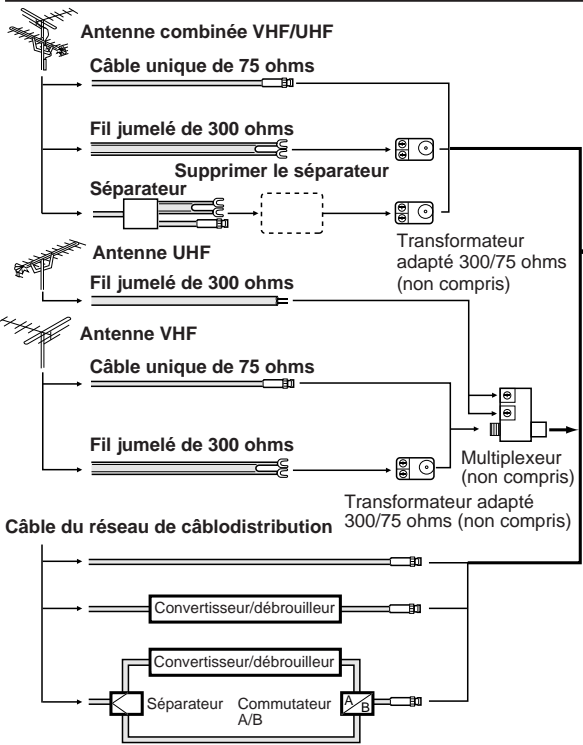 Antenne combinée VHF/UHF
Câble unique de 75 ohms
Fil jumelé de 300 ohms
Supprimer le séparateur
Séparateur
Transformateur
adapté 300/75 ohms
(non compris)
Antenne UHF
Fil jumelé de 300 ohms
Antenne VHF
Câble unique de 75 ohms
Fil jumelé de 300 ohms
Multiplexeur
(non compris)
Transformateur adapté
300/75 ohms (non compris)
Câble du réseau de câblodistribution
Convertisseur/débrouilleur
Convertisseur/débrouilleur
Séparateur
Commutateur
A/B
A
B